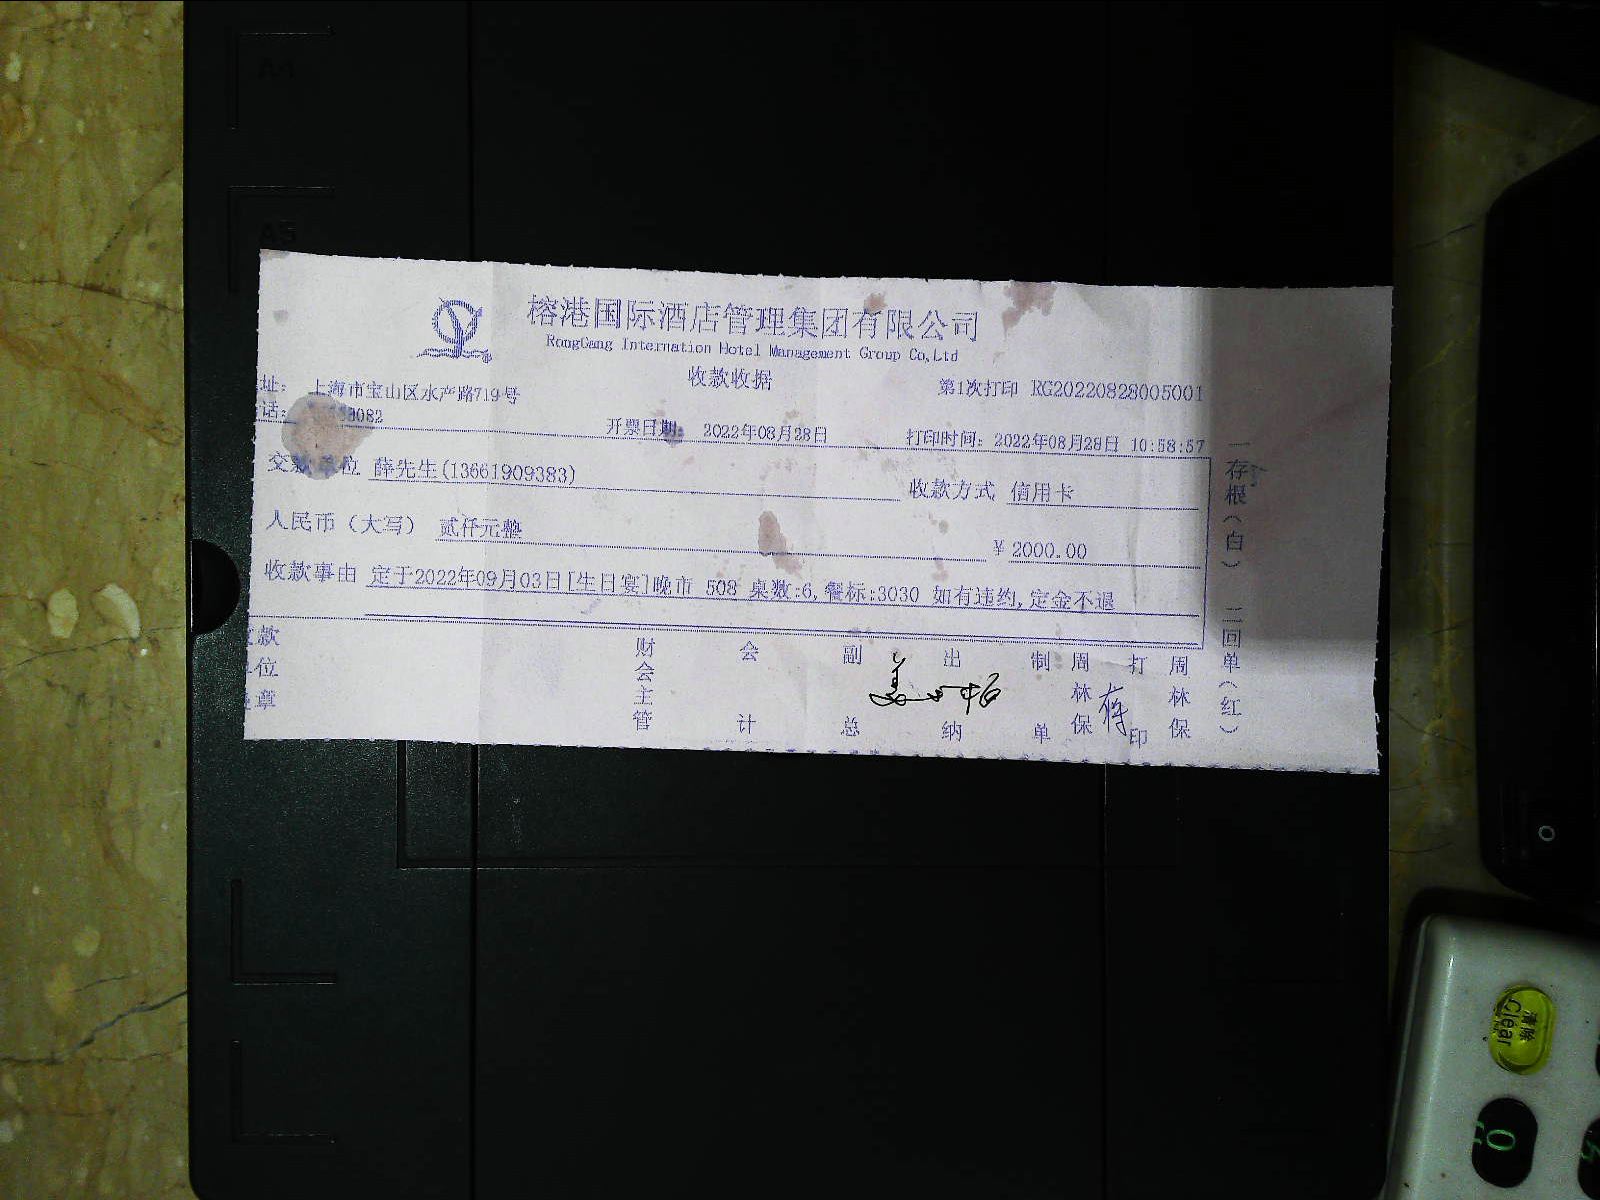 A4
A5
榕港国际酒店管理集团有限公司
RongGang Internation Hotel Management Group Co,Ltd
收款收据
第1次打印 RG20220828005001
址: 上海市宝山区水产路719号
话: 3082
开票日期: 2022年08月28日
打印时间: 2022年08月28日 10:58:57
交款单位 薛先生(13661909383)
收款方式 信用卡
人民币(大写) 贰仟元整
¥ 2000.00
收款事由 定于2022年09月03日[生日宴]晚市 508 桌数:6,餐标:3030 如有违约,定金不退
款位章
财会主管
会计
副总
出纳
制单
周林保
打印
周林保
一存根(白) 二回单(红)
清除
Clear
0